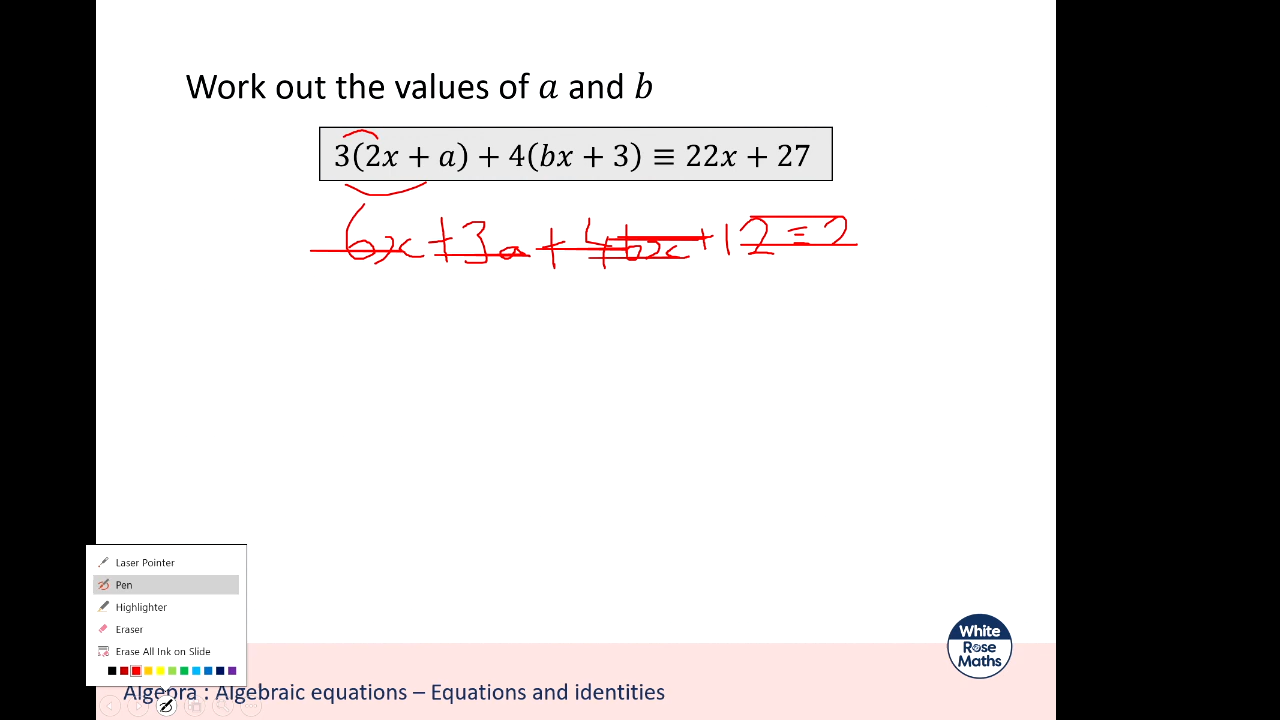 Work out the values of a and b
3(2x + a) + 4(bx + 3) ≡ 22x + 27
6x + 3a + 4bx + 12 = 2
Laser Pointer
Pen
Highlighter
Eraser
Erase All Ink on Slide
White
Rose
Maths
Algebra : Algebraic equations – Equations and identities